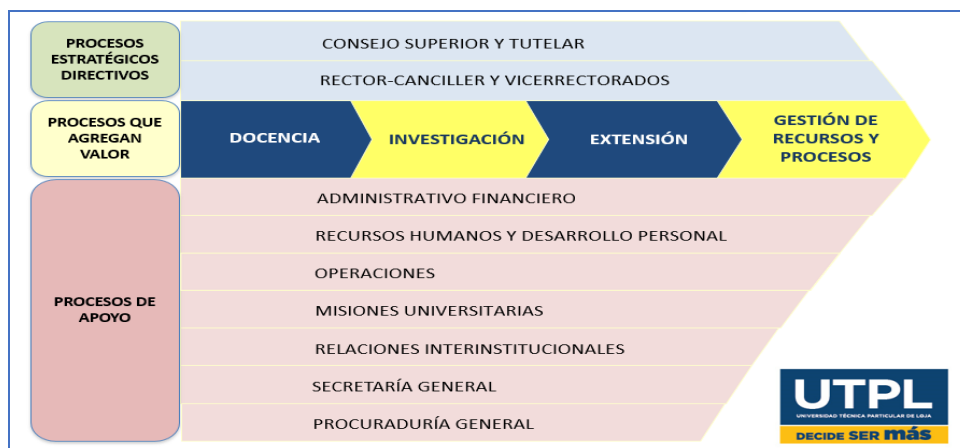 PROCESOS
ESTRATÉGICOS
DIRECTIVOS
CONSEJO SUPERIOR Y TUTELAR
RECTOR-CANCILLER Y VICERRECTORADOS
PROCESOS QUE
AGREGAN
VALOR
DOCENCIA
INVESTIGACIÓN
EXTENSIÓN
GESTIÓN DE
RECURSOS Y
PROCESOS
PROCESOS DE
APOYO
ADMINISTRATIVO FINANCIERO
RECURSOS HUMANOS Y DESARROLLO PERSONAL
OPERACIONES
MISIONES UNIVERSITARIAS
RELACIONES INTERINSTITUCIONALES
SECRETARÍA GENERAL
PROCURADURÍA GENERAL
UTPL
UNIVERSIDAD TÉCNICA PARTICULAR DE LOJA
DECIDE SER más